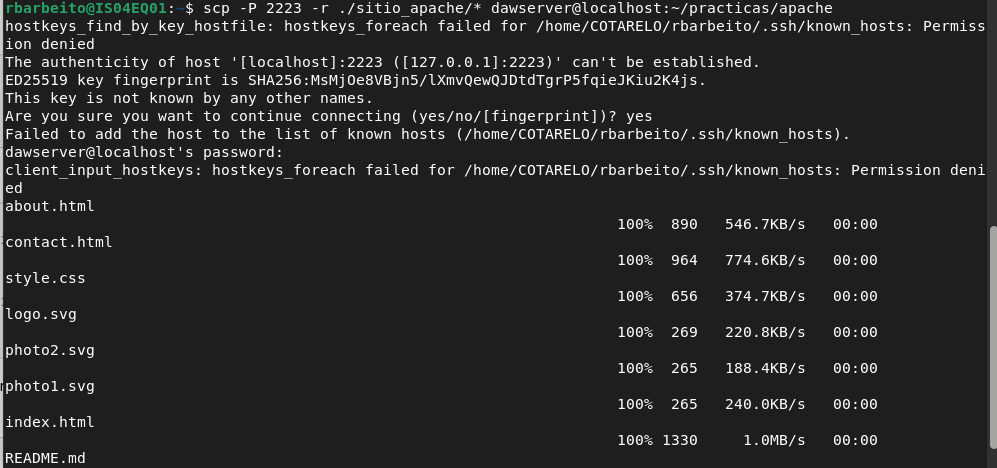 rbarbeito@IS04EQ01:~$ scp -P 2223 -r ./sitio_apache/* dawserver@localhost:~/practicas/apache
hostkeys_find_by_key_hostfile: hostkeys_foreach failed for /home/COTARELO/rbarbeito/.ssh/known_hosts: Permiss
ion denied
The authenticity of host '[localhost]:2223 ([127.0.0.1]:2223)' can't be established.
ED25519 key fingerprint is SHA256:MsMjOe8VBjn5/lXmvQewQJDtdTgrP5fqieJKiu2K4js.
This key is not known by any other names.
Are you sure you want to continue connecting (yes/no/[fingerprint])? yes
Failed to add the host to the list of known hosts (/home/COTARELO/rbarbeito/.ssh/known_hosts).
dawserver@localhost's password:
client_input_hostkeys: hostkeys_foreach failed for /home/COTARELO/rbarbeito/.ssh/known_hosts: Permission deni
ed
about.html
100% 890 546.7KB/s 00:00
contact.html
100% 964 774.6KB/s 00:00
style.css
100% 656 374.7KB/s 00:00
logo.svg
100% 269 220.8KB/s 00:00
photo2.svg
100% 265 188.4KB/s 00:00
photo1.svg
100% 265 240.0KB/s 00:00
index.html
100% 1330 1.0MB/s 00:00
README.md